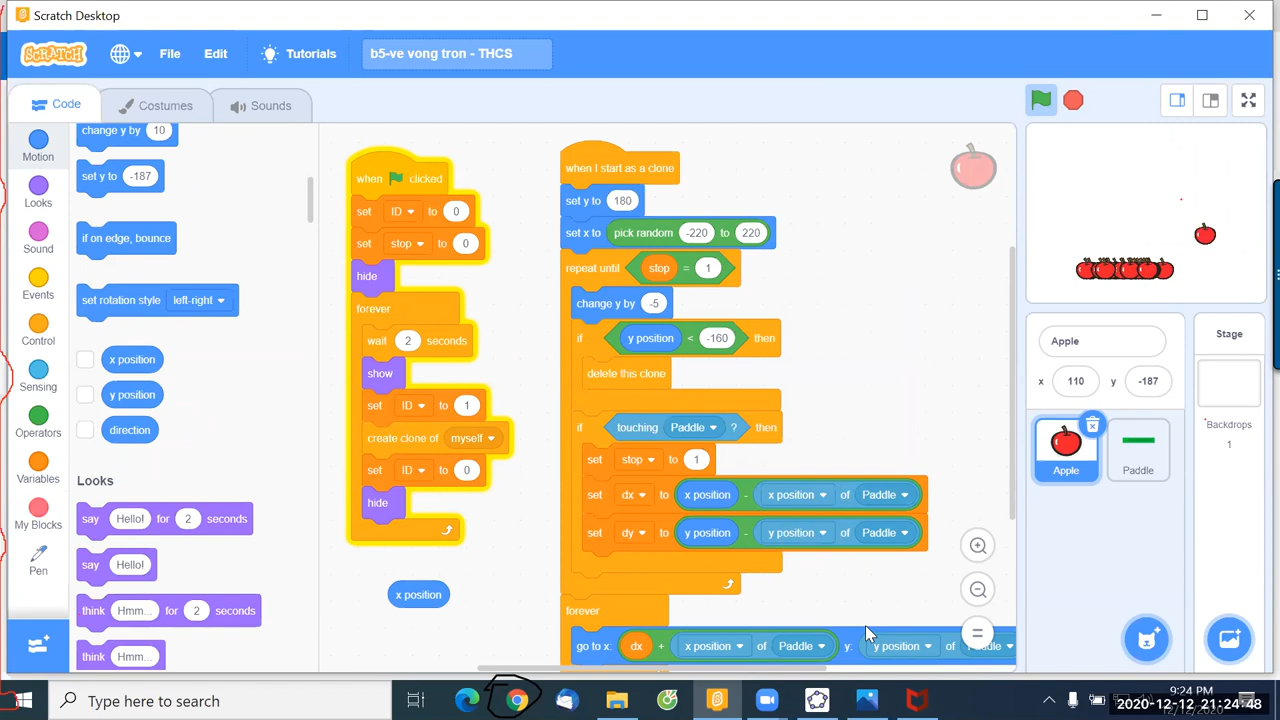 Scratch Desktop
SCRATCH
File
Edit
Tutorials
b5-ve vong tron - THCS
Code
Costumes
Sounds
Motion
Looks
Sound
Events
Control
Sensing
Operators
Variables
My Blocks
Pen
change y by 10
set y to -187
if on edge, bounce
set rotation style left-right
x position
y position
direction
Looks
say Hello! for 2 seconds
say Hello!
think Hmm... for 2 seconds
think Hmm...
when clicked
set ID to 0
set stop to 0
hide
forever
wait 2 seconds
show
set ID to 1
create clone of myself
set ID to 0
hide
x position
when I start as a clone
set y to 180
set x to pick random -220 to 220
repeat until stop = 1
change y by -5
if y position < -160 then
delete this clone
if touching Paddle ? then
set stop to 1
set dx to x position - x position of Paddle
set dy to y position - y position of Paddle
forever
go to x: dx + x position of Paddle y: y position of
Apple
x 110 y -187
Apple
Paddle
Stage
Backdrops
1
Type here to search
9:24 PM
2020-12-12 21:24:48